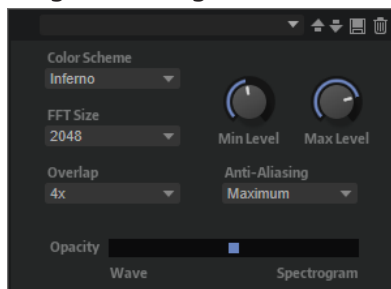 Color Scheme
Inferno
FFT Size
2048
Min Level
Max Level
Overlap
4x
Anti-Aliasing
Maximum
Opacity
Wave
Spectrogram